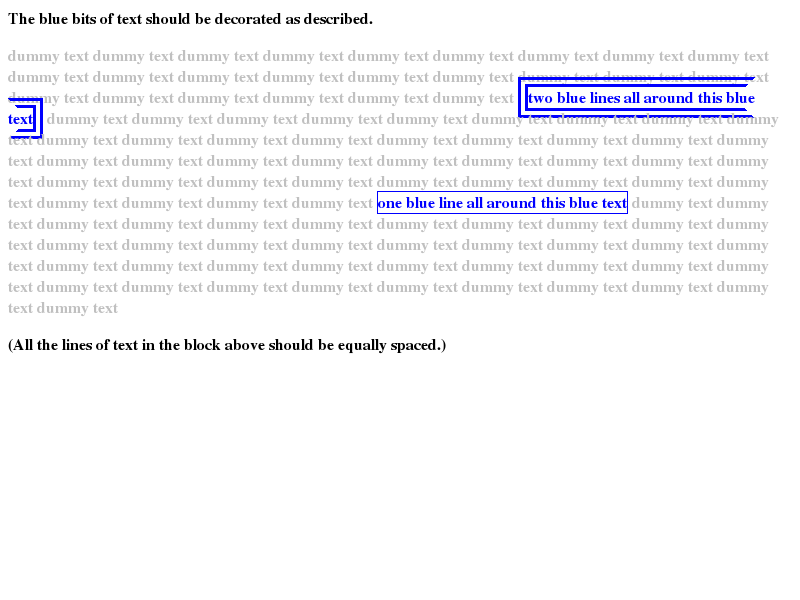 The blue bits of text should be decorated as described.
dummy text dummy text dummy text dummy text dummy text dummy text dummy text dummy text dummy text
dummy text dummy text dummy text dummy text dummy text dummy text dummy text dummy text dummy text
dummy text dummy text dummy text dummy text dummy text dummy text two blue lines all around this blue
text dummy text dummy text dummy text dummy text dummy text dummy text dummy text dummy text dummy
text dummy text dummy text dummy text dummy text dummy text dummy text dummy text dummy text dummy
text dummy text dummy text dummy text dummy text dummy text dummy text dummy text dummy text dummy
text dummy text dummy text dummy text dummy text dummy text dummy text dummy text dummy text dummy
text dummy text dummy text dummy text dummy text one blue line all around this blue text dummy text dummy
text dummy text dummy text dummy text dummy text dummy text dummy text dummy text dummy text dummy
text dummy text dummy text dummy text dummy text dummy text dummy text dummy text dummy text dummy
text dummy text dummy text dummy text dummy text dummy text dummy text dummy text dummy text dummy
text dummy text dummy text dummy text dummy text dummy text dummy text dummy text dummy text dummy
text dummy text
(All the lines of text in the block above should be equally spaced.)